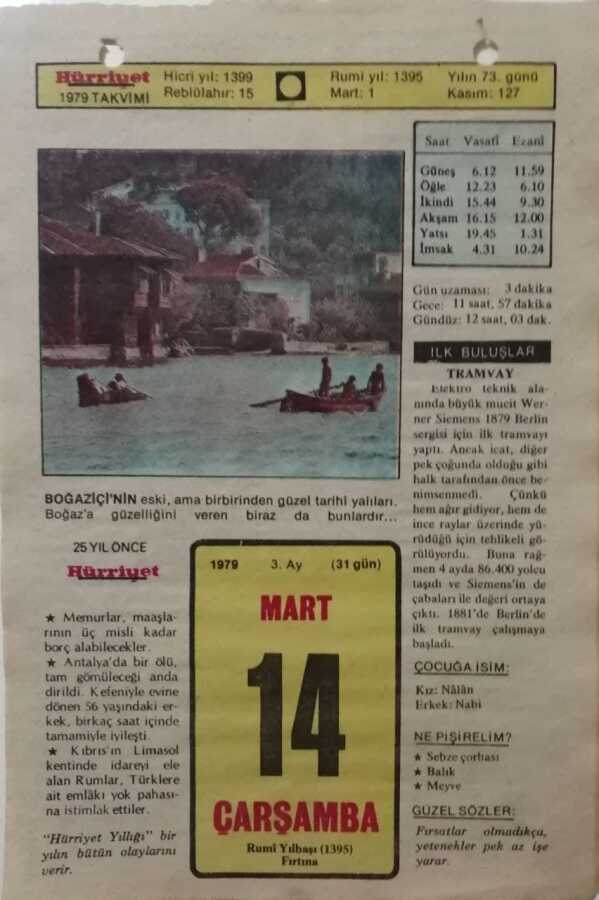 Hürriyet
1979 TAKVİMİ
Hicri yıl: 1399
Rebiülahır: 15
Rumi yıl: 1395
Mart: 1
Yılın 73. günü
Kasım: 127
Saat Vasatî Ezanî
Güneş 6.12 11.59
Öğle 12.23 6.10
İkindi 15.44 9.30
Akşam 16.15 12.00
Yatsı 19.45 1.31
İmsak 4.31 10.24
Gün uzaması: 3 dakika
Gece: 11 saat, 57 dakika
Gündüz: 12 saat, 03 dak.
İLK BULUŞLAR
TRAMVAY
Elektro teknik ala-
nında büyük mucit Wer-
ner Siemens 1879 Berlin
sergisi için ilk tramvayı
yaptı. Ancak icat, diğer
pek çoğunda olduğu gibi
halk tarafından önce be-
nimsenmedi. Çünkü
hem ağır gidiyor, hem de
ince raylar üzerinde yü-
rüdüğü için tehlikeli gö-
rülüyordu. Buna rağ-
men 4 ayda 86.400 yolcu
taşıdı ve Siemens'in de
çabaları ile değeri ortaya
çıktı. 1881'de Berlin'de
ilk tramvay çalışmaya
başladı.
ÇOCUĞA İSİM:
Kız: Nâlân
Erkek: Nabi
NE PİŞİRELİM?
★ Sebze çorbası
★ Balık
★ Meyve
GÜZEL SÖZLER:
Fırsatlar olmadıkça,
yetenekler pek az işe
yarar.
BOĞAZİÇİ'NİN eski, ama birbirinden güzel tarihî yalıları.
Boğaz'a güzelliğini veren biraz da bunlardır...
25 YIL ÖNCE
Hürriyet
★ Memurlar, maaşla-
rının üç misli kadar
borç alabilecekler.
★ Antalya'da bir ölü,
tam gömüleceği anda
dirildi. Kefeniyle evine
dönen 56 yaşındaki er-
kek, birkaç saat içinde
tamamiyle iyileşti.
★ Kıbrıs'ın Limasol
kentinde idareyi ele
alan Rumlar, Türklere
ait emlâkı yok pahası-
na istimlak ettiler.
"Hürriyet Yıllığı" bir
yılın bütün olaylarını
verir.
1979 3. Ay (31 gün)
MART
14
ÇARŞAMBA
Rumî Yılbaşı (1395)
Fırtına